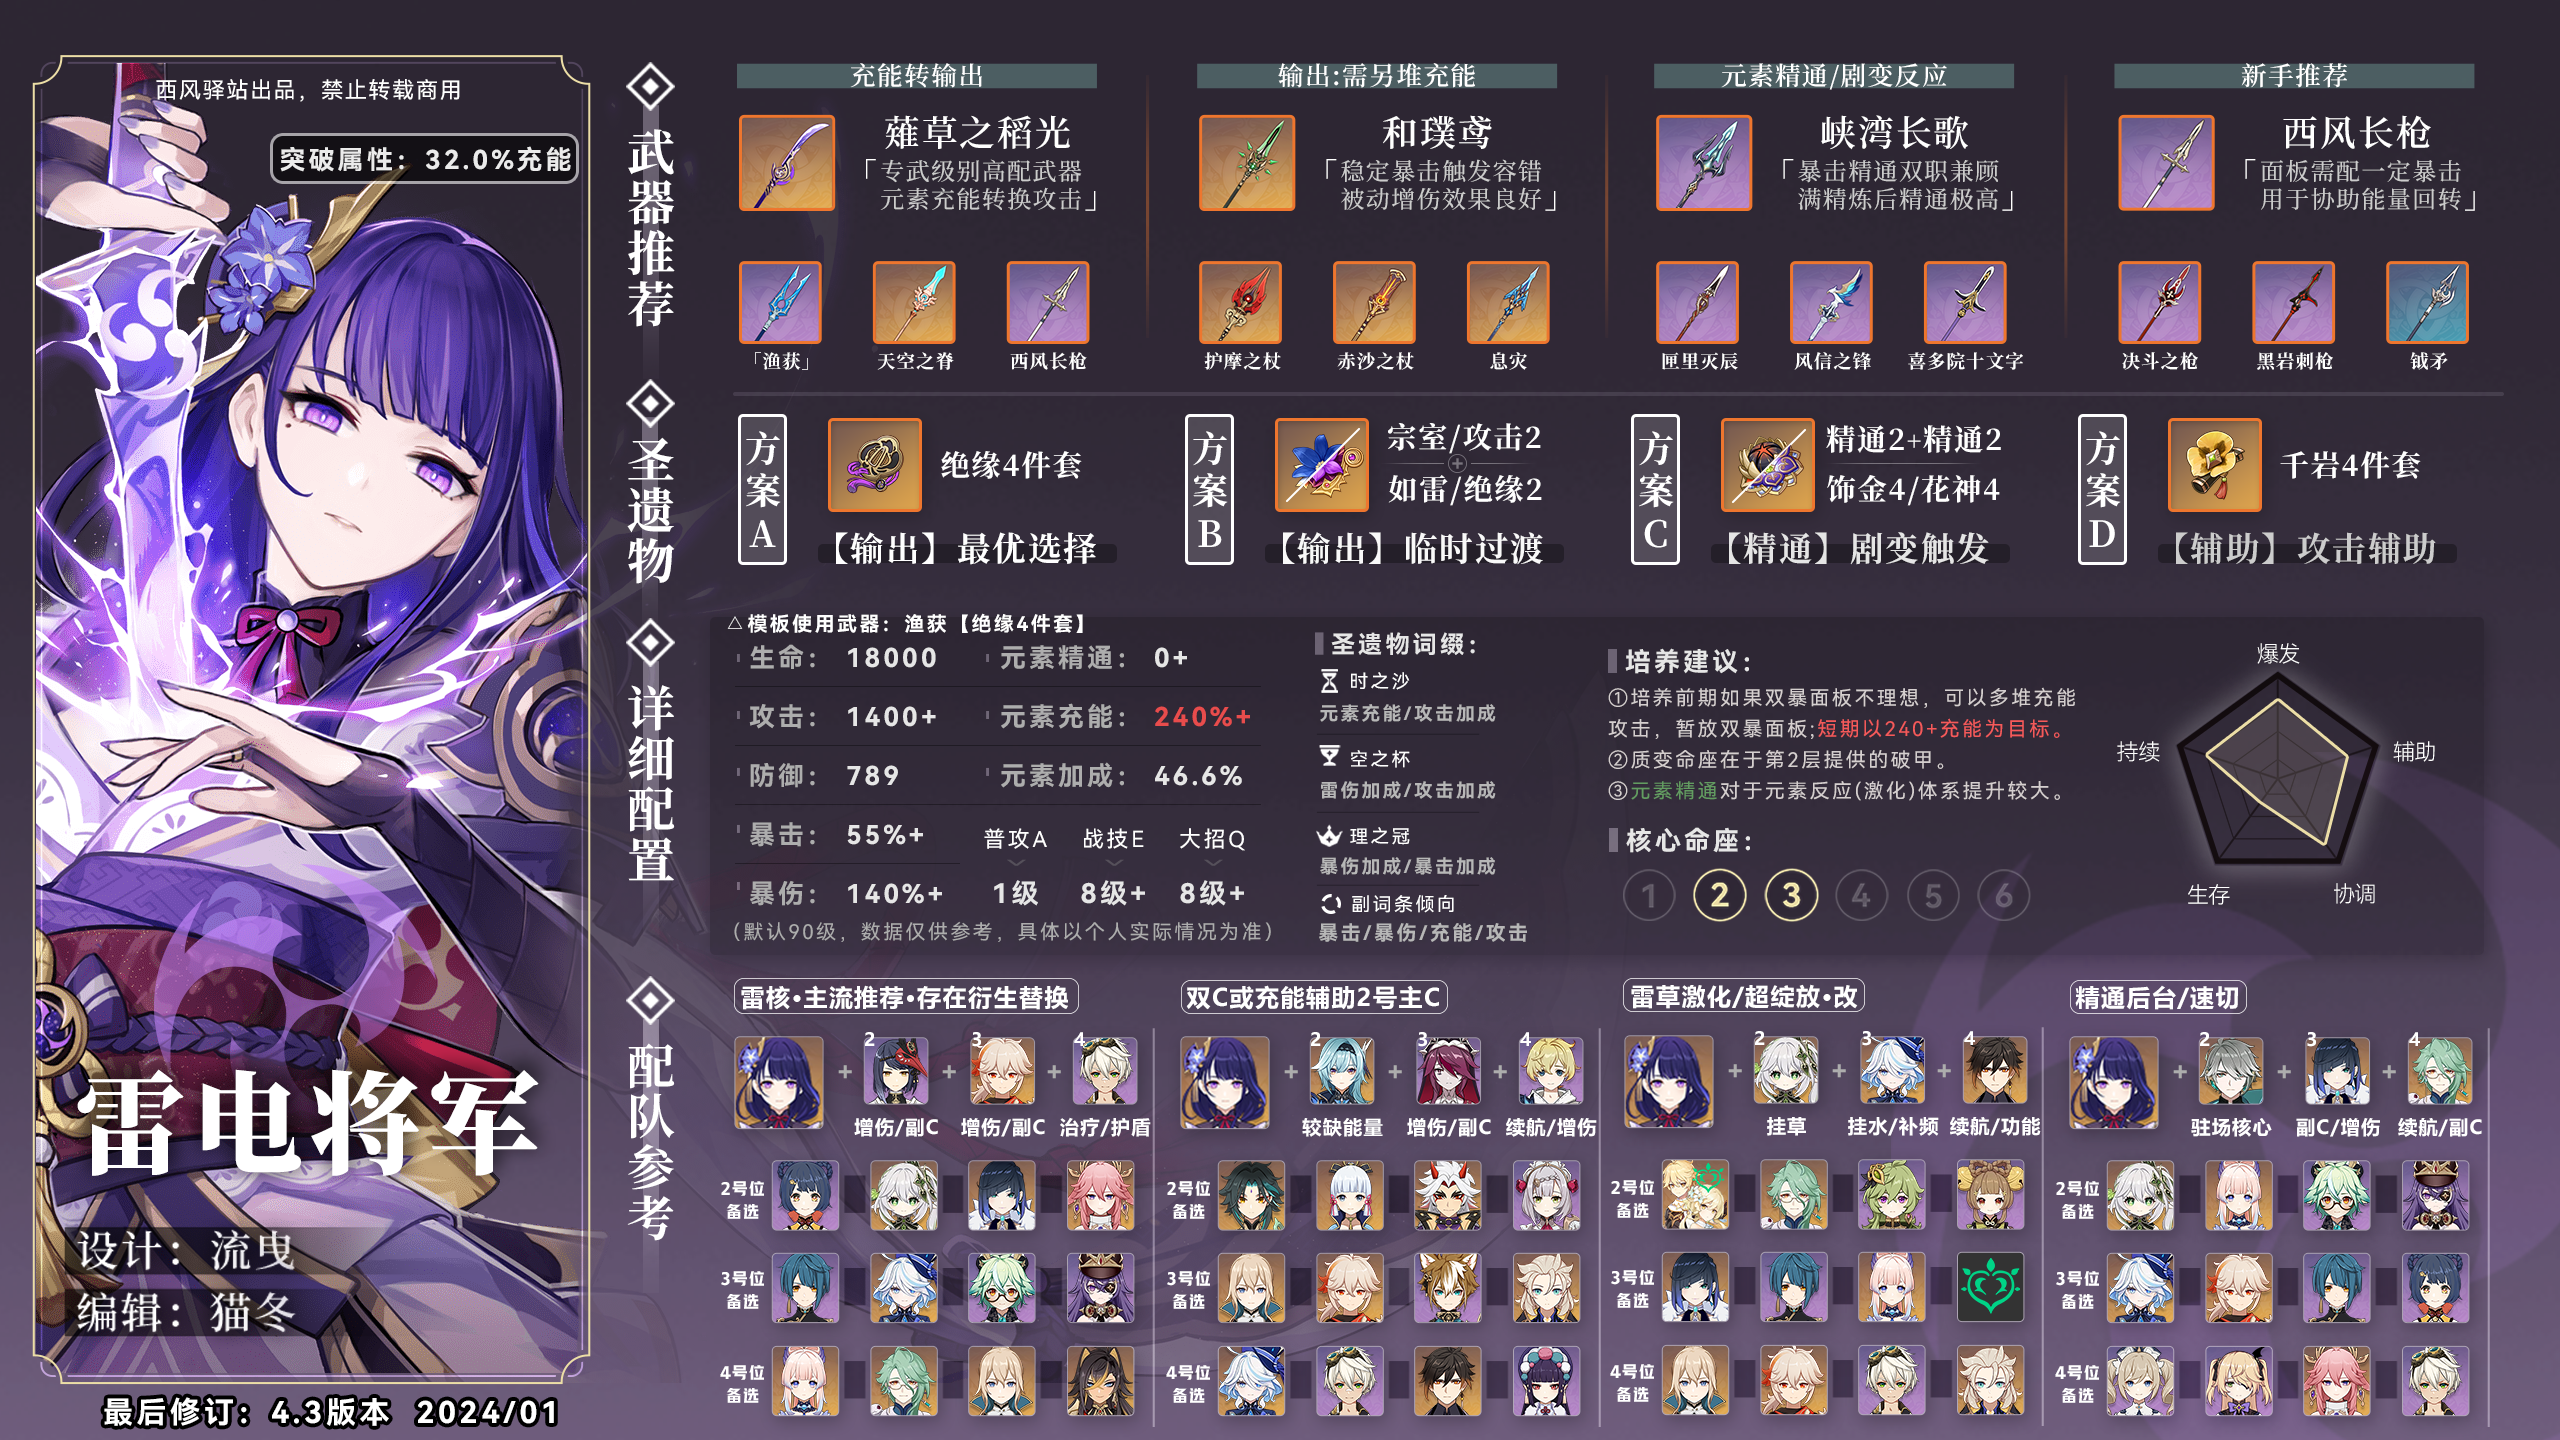 西风驿站出品，禁止转载商用
突破属性：32.0%充能
雷电将军
设计：流曳
编辑：猫冬
最后修订：4.3版本 2024/01
武器推荐
充能转输出
薙草之稻光
「专武级别高配武器
元素充能转换攻击」
「渔获」
天空之脊
西风长枪
输出:需另堆充能
和璞鸢
「稳定暴击触发容错
被动增伤效果良好」
护摩之杖
赤沙之杖
息灾
元素精通/剧变反应
峡湾长歌
「暴击精通双职兼顾
满精炼后精通极高」
匣里灭辰
风信之锋
喜多院十文字
新手推荐
西风长枪
「面板需配一定暴击
用于协助能量回转」
决斗之枪
黑岩刺枪
钺矛
圣遗物
方案A
绝缘4件套
【输出】最优选择
方案B
宗室/攻击2
如雷/绝缘2
【输出】临时过渡
方案C
精通2+精通2
饰金4/花神4
【精通】剧变触发
方案D
千岩4件套
【辅助】攻击辅助
详细配置
△模板使用武器：渔获【绝缘4件套】
生命： 18000 元素精通： 0+
攻击： 1400+ 元素充能： 240%+
防御： 789 元素加成： 46.6%
暴击： 55%+ 普攻A 战技E 大招Q
暴伤： 140%+ 1级 8级+ 8级+
(默认90级，数据仅供参考，具体以个人实际情况为准)
圣遗物词缀：
时之沙
元素充能/攻击加成
空之杯
雷伤加成/攻击加成
理之冠
暴伤加成/暴击加成
副词条倾向
暴击/暴伤/充能/攻击
培养建议：
①培养前期如果双暴面板不理想，可以多堆充能
攻击，暂放双暴面板;短期以240+充能为目标。
②质变命座在于第2层提供的破甲。
③元素精通对于元素反应(激化)体系提升较大。
核心命座：
1 2 3 4 5 6
爆发
辅助
协调
生存
持续
配队参考
雷核·主流推荐·存在衍生替换
+ 2 + 3 + 4
增伤/副C 增伤/副C 治疗/护盾
2号位
备选
3号位
备选
4号位
备选
双C或充能辅助2号主C
+ 2 + 3 + 4
较缺能量 增伤/副C 续航/增伤
2号位
备选
3号位
备选
4号位
备选
雷草激化/超绽放·改
+ 2 + 3 + 4
挂草 挂水/补频 续航/功能
2号位
备选
3号位
备选
4号位
备选
精通后台/速切
+ 2 + 3 + 4
驻场核心 副C/增伤 续航/副C
2号位
备选
3号位
备选
4号位
备选